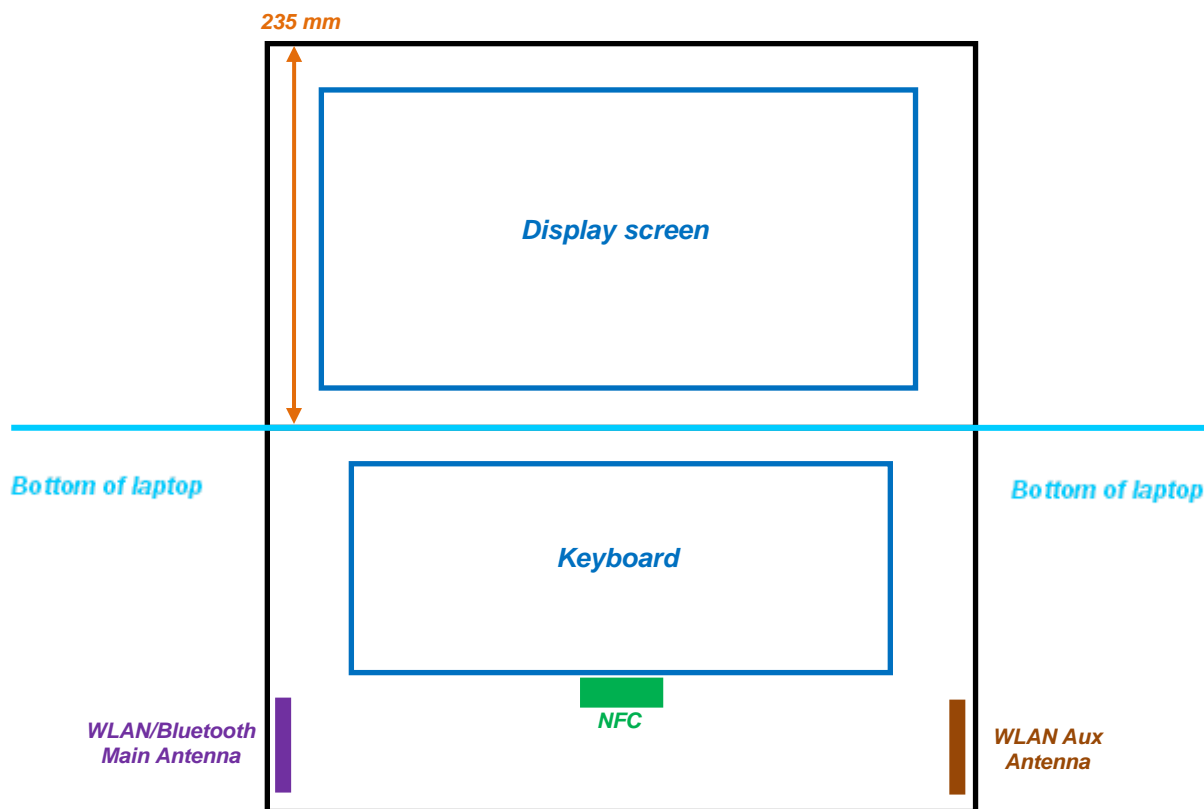 235 mm
Display screen
Bottom of laptop
Bottom of laptop
Keyboard
NFC
WLAN/Bluetooth
Main Antenna
WLAN Aux
Antenna